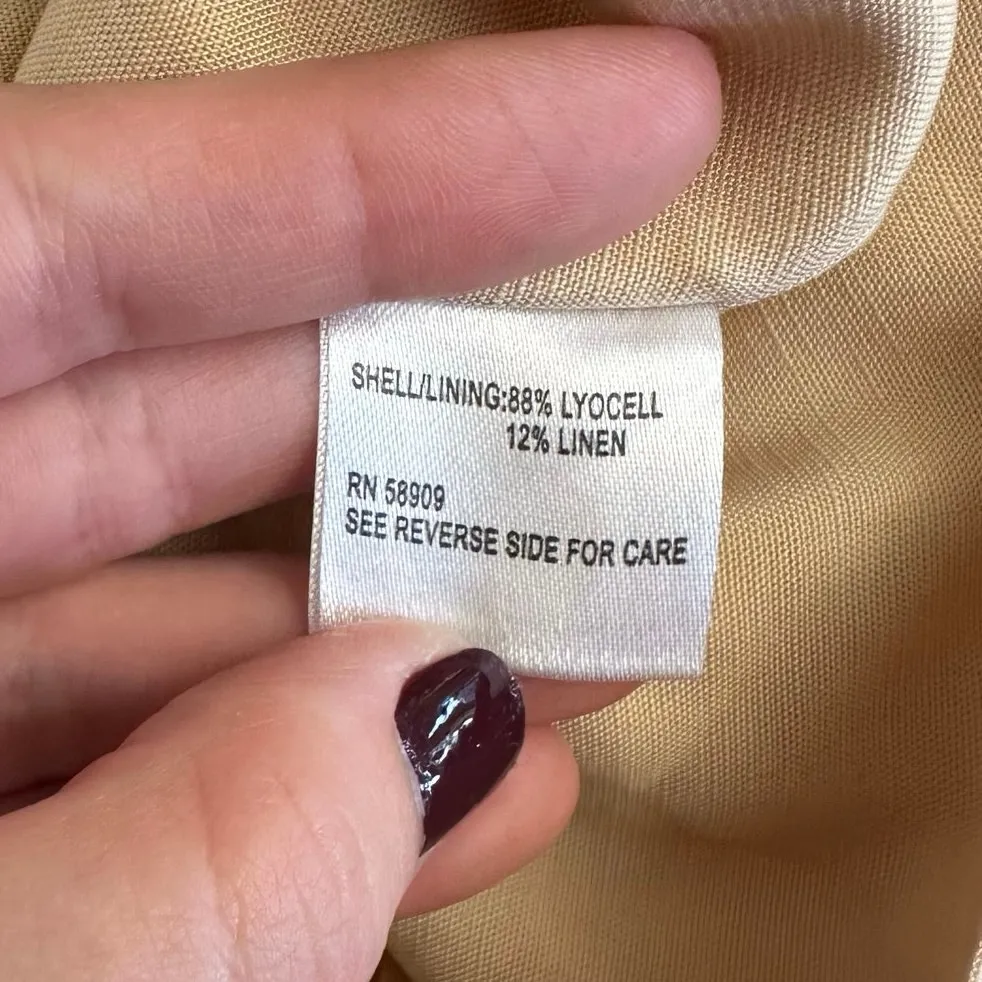 SHELL/LINING:88% LYOCELL
12% LINEN
RN 58909
SEE REVERSE SIDE FOR CARE